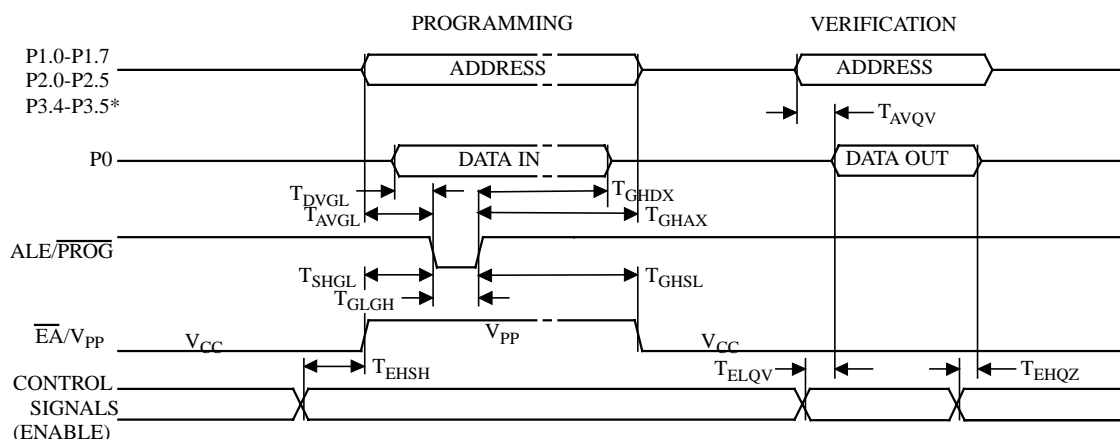 PROGRAMMING VERIFICATION
P1.0-P1.7
P2.0-P2.5
P3.4-P3.5*
ADDRESS ADDRESS
TAVQV
P0 DATA IN DATA OUT
TDVGL TGHDX
TAVGL TGHAX
ALE/PROG
TSHGL TGHSL
TGLGH
EA/VPP VCC VPP VCC
TEHSH TELQV TEHQZ
CONTROL
SIGNALS
(ENABLE)